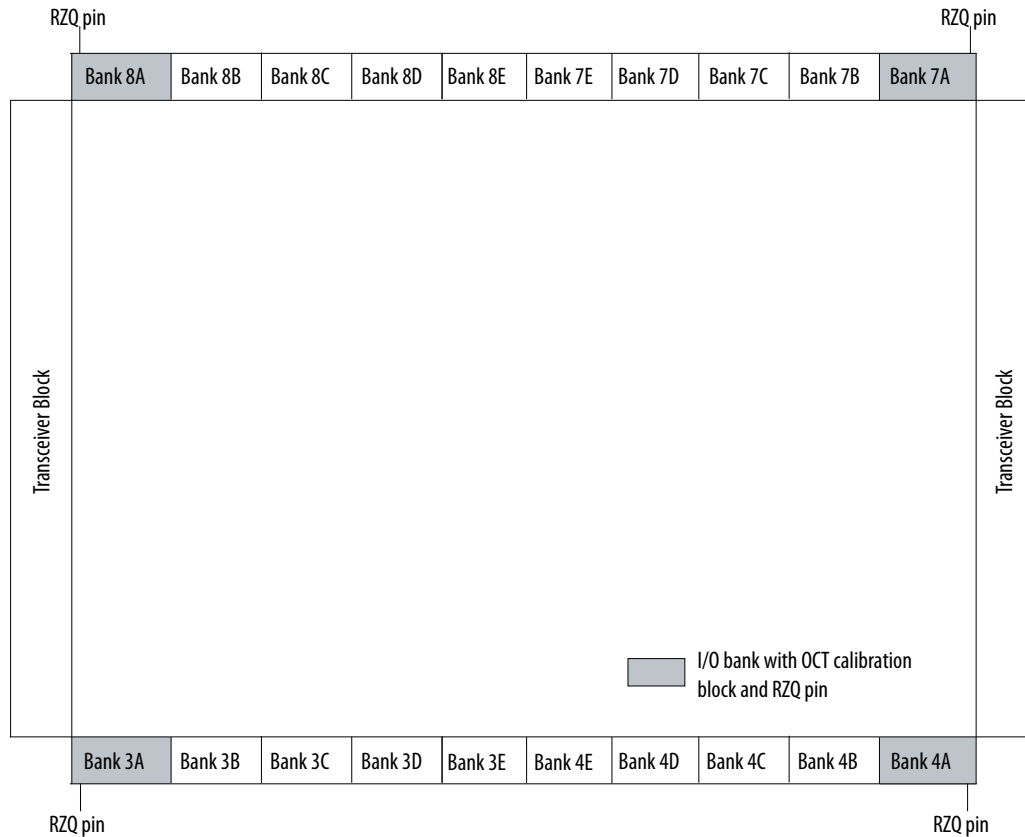 RZQ pin
RZQ pin
Bank 8A
Bank 8B
Bank 8C
Bank 8D
Bank 8E
Bank 7E
Bank 7D
Bank 7C
Bank 7B
Bank 7A
Transceiver Block
Transceiver Block
I/O bank with OCT calibration
block and RZQ pin
Bank 3A
Bank 3B
Bank 3C
Bank 3D
Bank 3E
Bank 4E
Bank 4D
Bank 4C
Bank 4B
Bank 4A
RZQ pin
RZQ pin